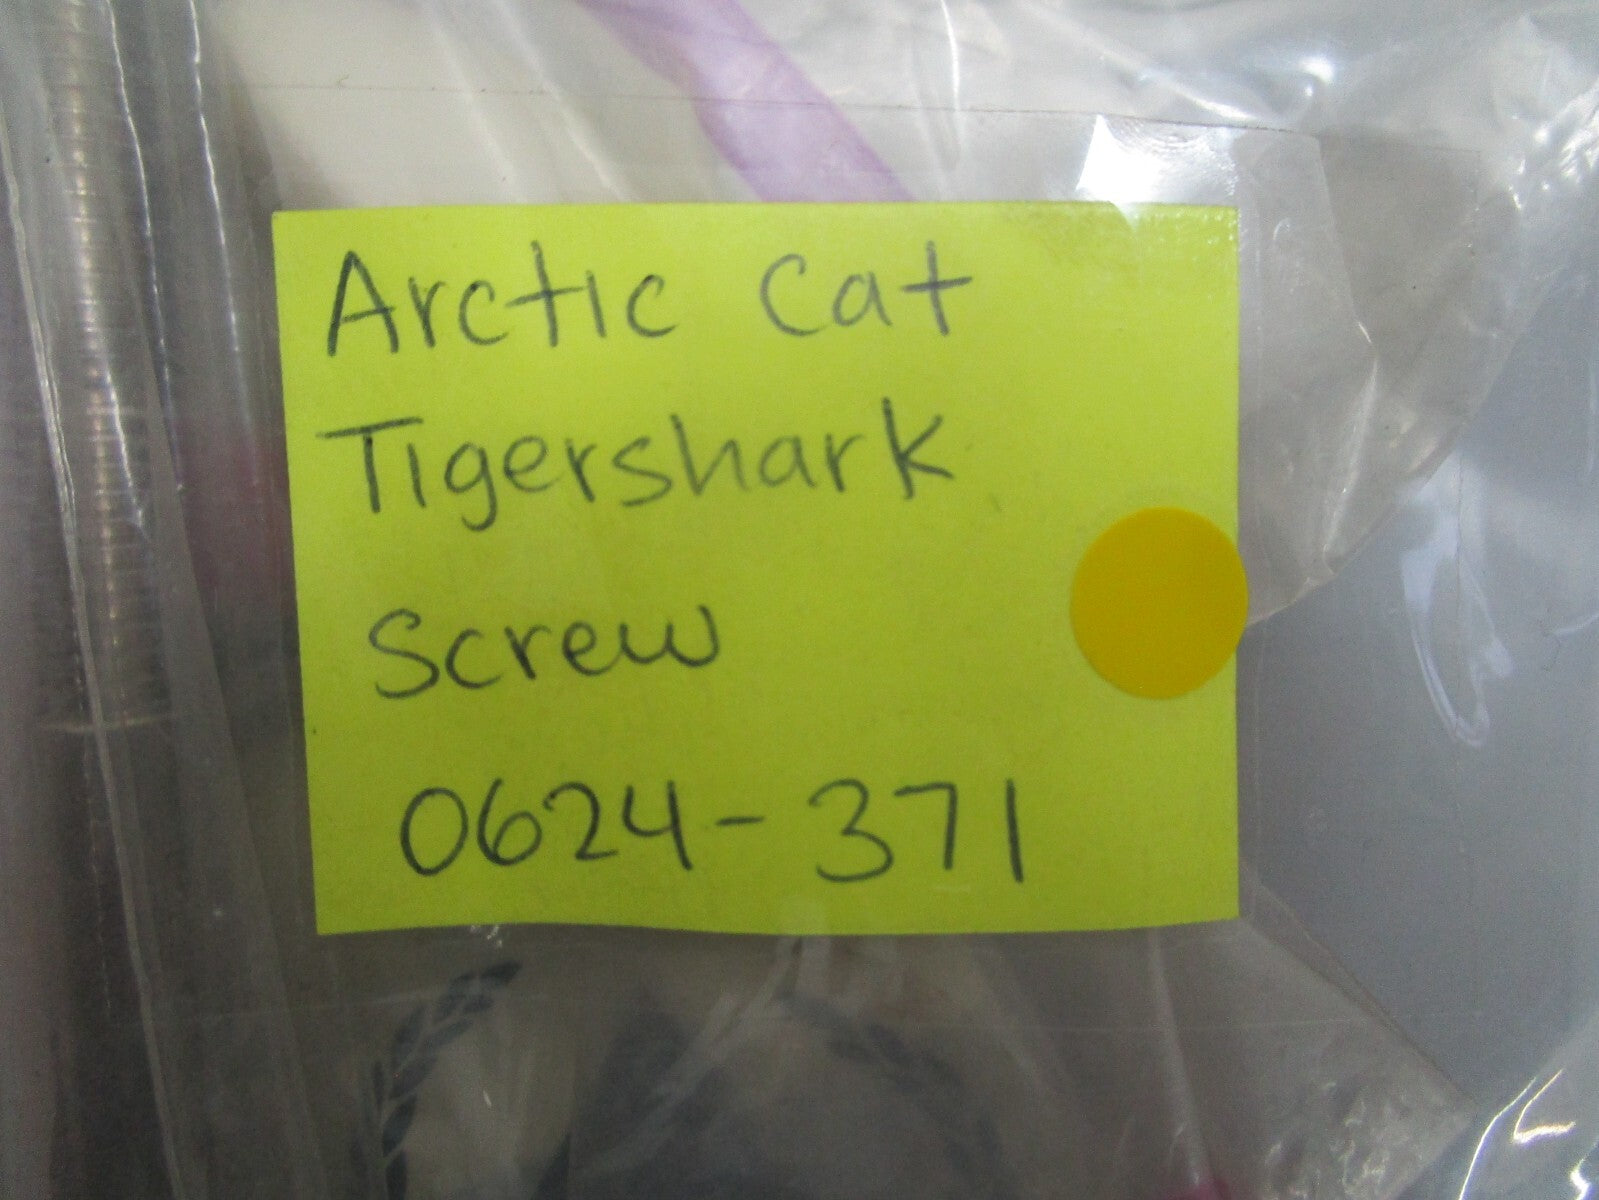 Arctic Cat
Tigershark
Screw
0624-371